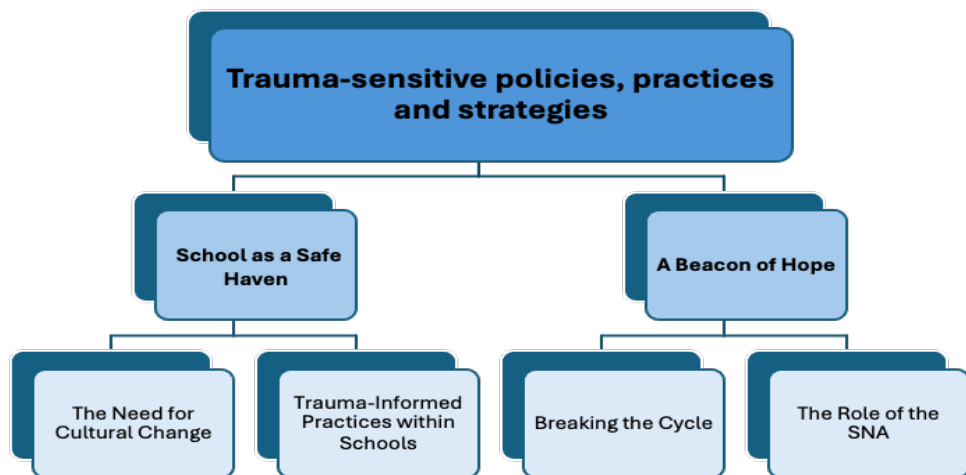 Trauma-sensitive policies, practices
and strategies
School as a Safe
Haven
A Beacon of Hope
The Need for
Cultural Change
Trauma-Informed
Practices within
Schools
Breaking the Cycle
The Role of the
SNA